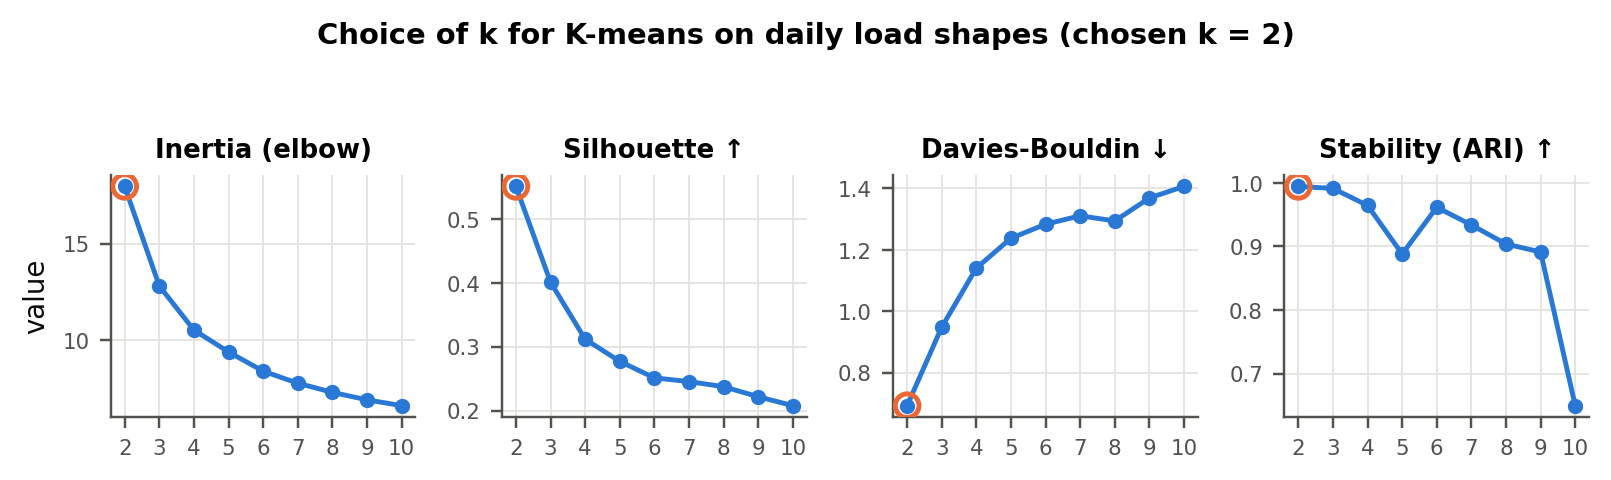 Choice of k for K-means on daily load shapes (chosen k = 2)
Inertia (elbow)
value
15
10
2 3 4 5 6 7 8 9 10
Silhouette ↑
0.5
0.4
0.3
0.2
2 3 4 5 6 7 8 9 10
Davies-Bouldin ↓
1.4
1.2
1.0
0.8
2 3 4 5 6 7 8 9 10
Stability (ARI) ↑
1.0
0.9
0.8
0.7
2 3 4 5 6 7 8 9 10